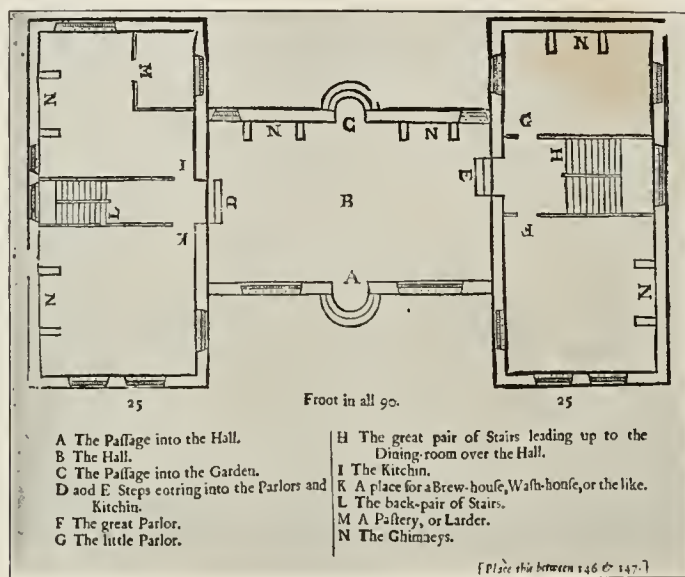 N
M
N
I
L
K
N
D
N
C
N
B
A
E
N
G
H
F
N
25
Front in all 90.
25
A The Paſſage into the Hall.
B The Hall.
C The Paſſage into the Garden.
D and E Steps entring into the Parlors and
Kitchin.
F The great Parlor.
G The little Parlor.
H The great pair of Stairs leading up to the
Dining-room over the Hall.
I The Kitchin.
K A place for a Brew-houſe, Waſh-houſe, or the like.
L The back-pair of Stairs.
M A Paſtery, or Larder.
N The Chimneys.
[Place this between 146 & 147.]